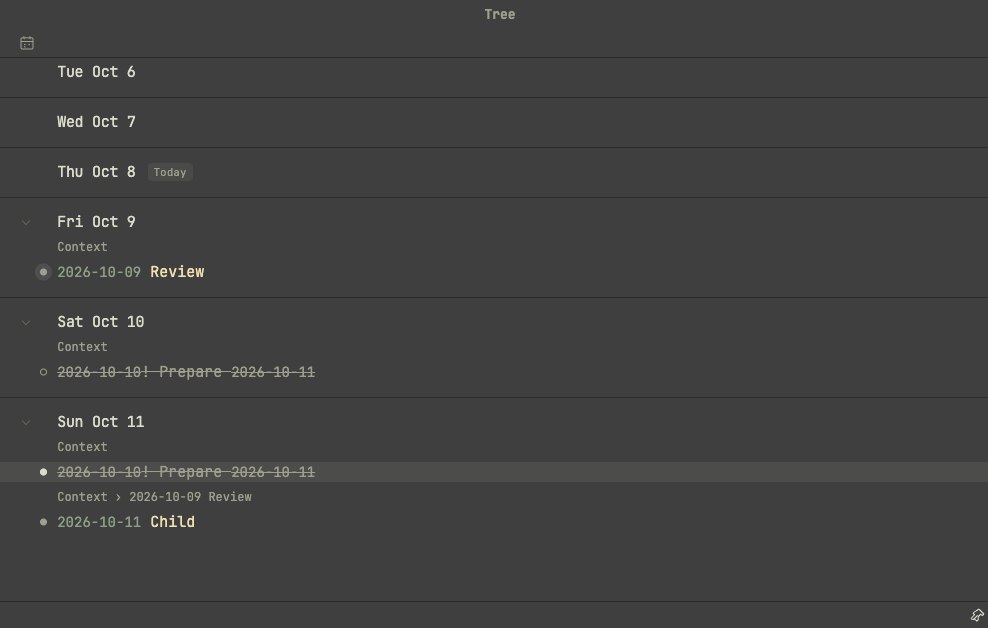 Tree
Tue Oct 6
Wed Oct 7
Thu Oct 8 Today
Fri Oct 9
Context
2026-10-09 Review
Sat Oct 10
Context
2026-10-10! Prepare 2026-10-11
Sun Oct 11
Context
2026-10-10! Prepare 2026-10-11
Context › 2026-10-09 Review
2026-10-11 Child